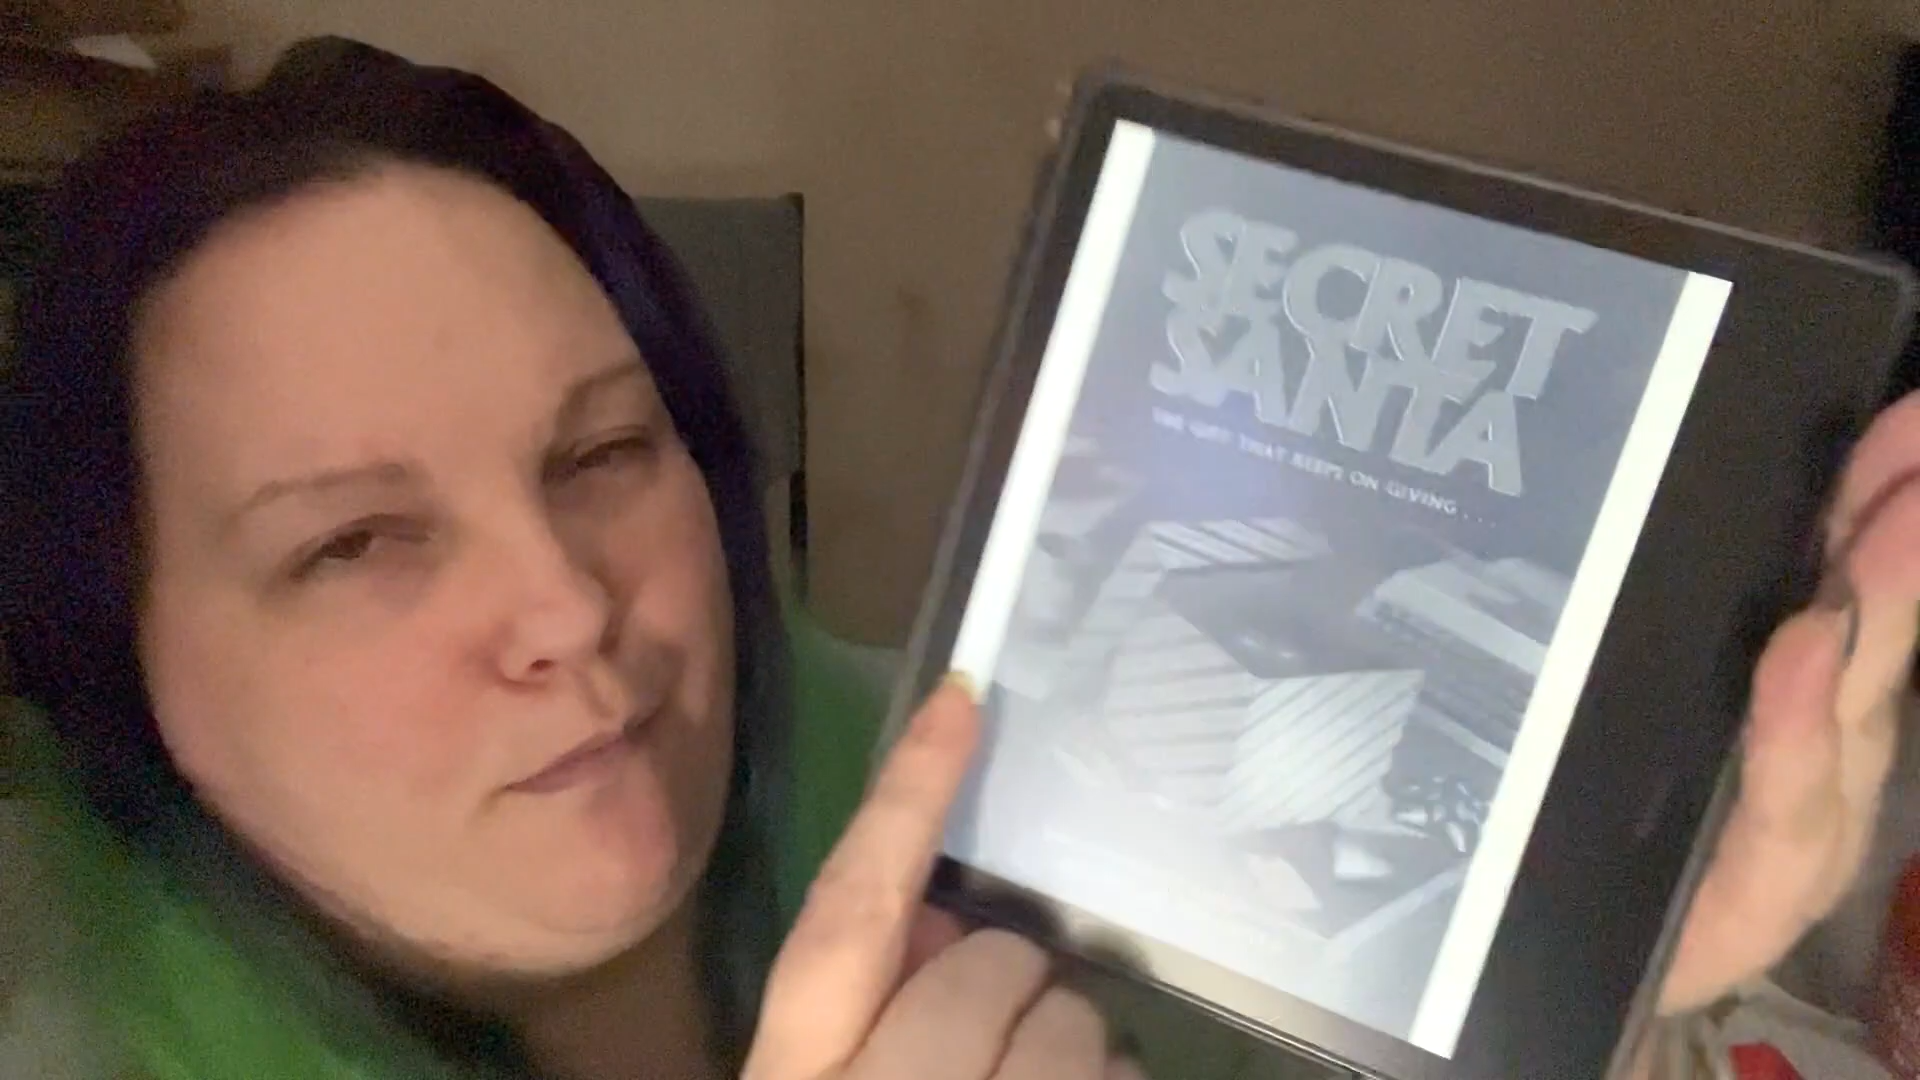 SECRET
SANTA
THE GIFT THAT KEEPS ON GIVING . . .